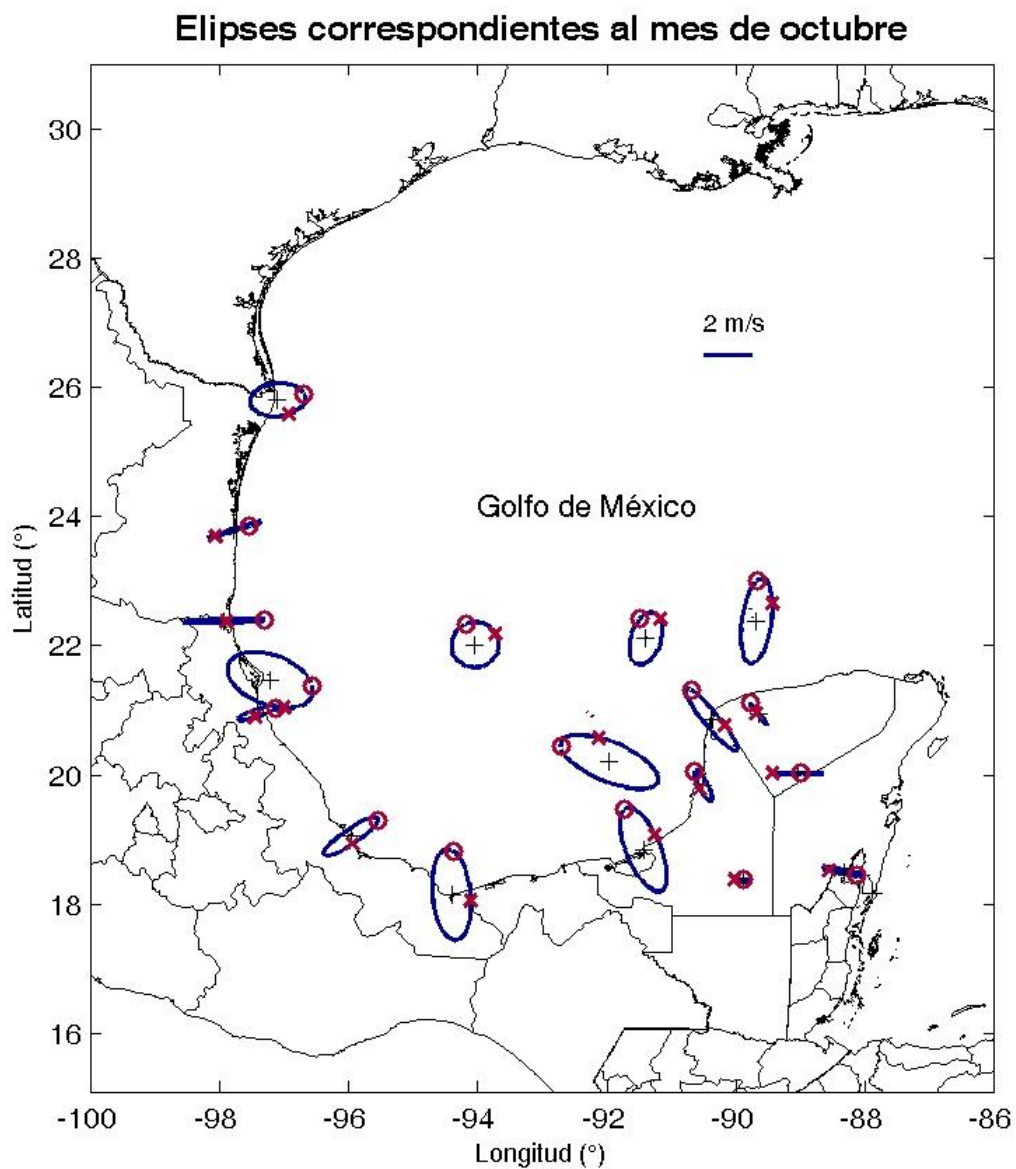 Elipses correspondientes al mes de octubre
30
28
2 m/s
26
Golfo de México
24
Latitud (°)
22
20
18
16
-100 -96 -94 -92 -90 -88 -86
Longitud (°)